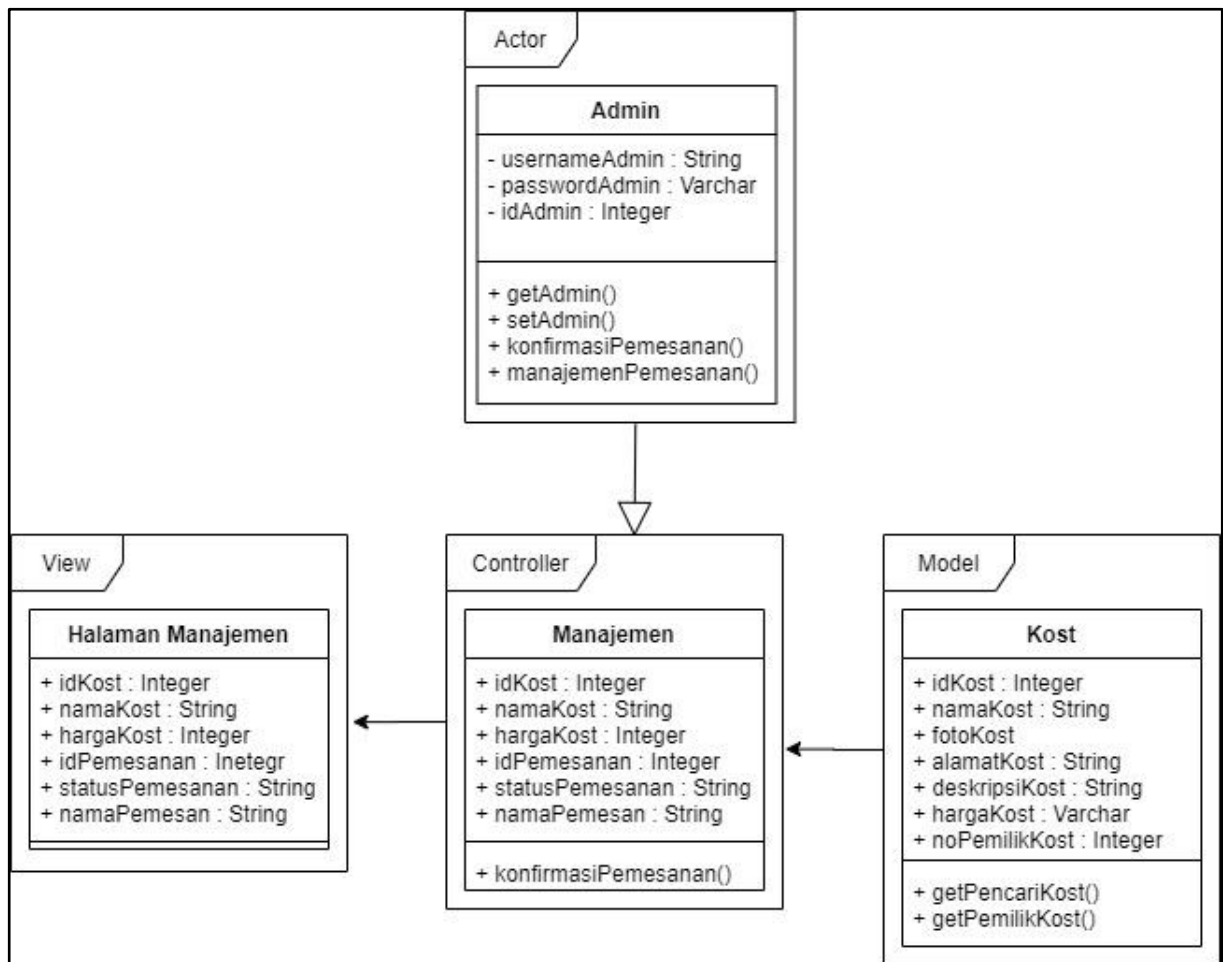 Actor
Admin
- usernameAdmin : String
- passwordAdmin : Varchar
- idAdmin : Integer
+ getAdmin()
+ setAdmin()
+ konfirmasiPemesanan()
+ manajemenPemesanan()
View
Halaman Manajemen
+ idKost : Integer
+ namaKost : String
+ hargaKost : Integer
+ idPemesanan : Inetegr
+ statusPemesanan : String
+ namaPemesan : String
Controller
Manajemen
+ idKost : Integer
+ namaKost : String
+ hargaKost : Integer
+ idPemesanan : Integer
+ statusPemesanan : String
+ namaPemesan : String
+ konfirmasiPemesanan()
Model
Kost
+ idKost : Integer
+ namaKost : String
+ fotoKost
+ alamatKost : String
+ deskripsiKost : String
+ hargaKost : Varchar
+ noPemilikKost : Integer
+ getPencariKost()
+ getPemilikKost()